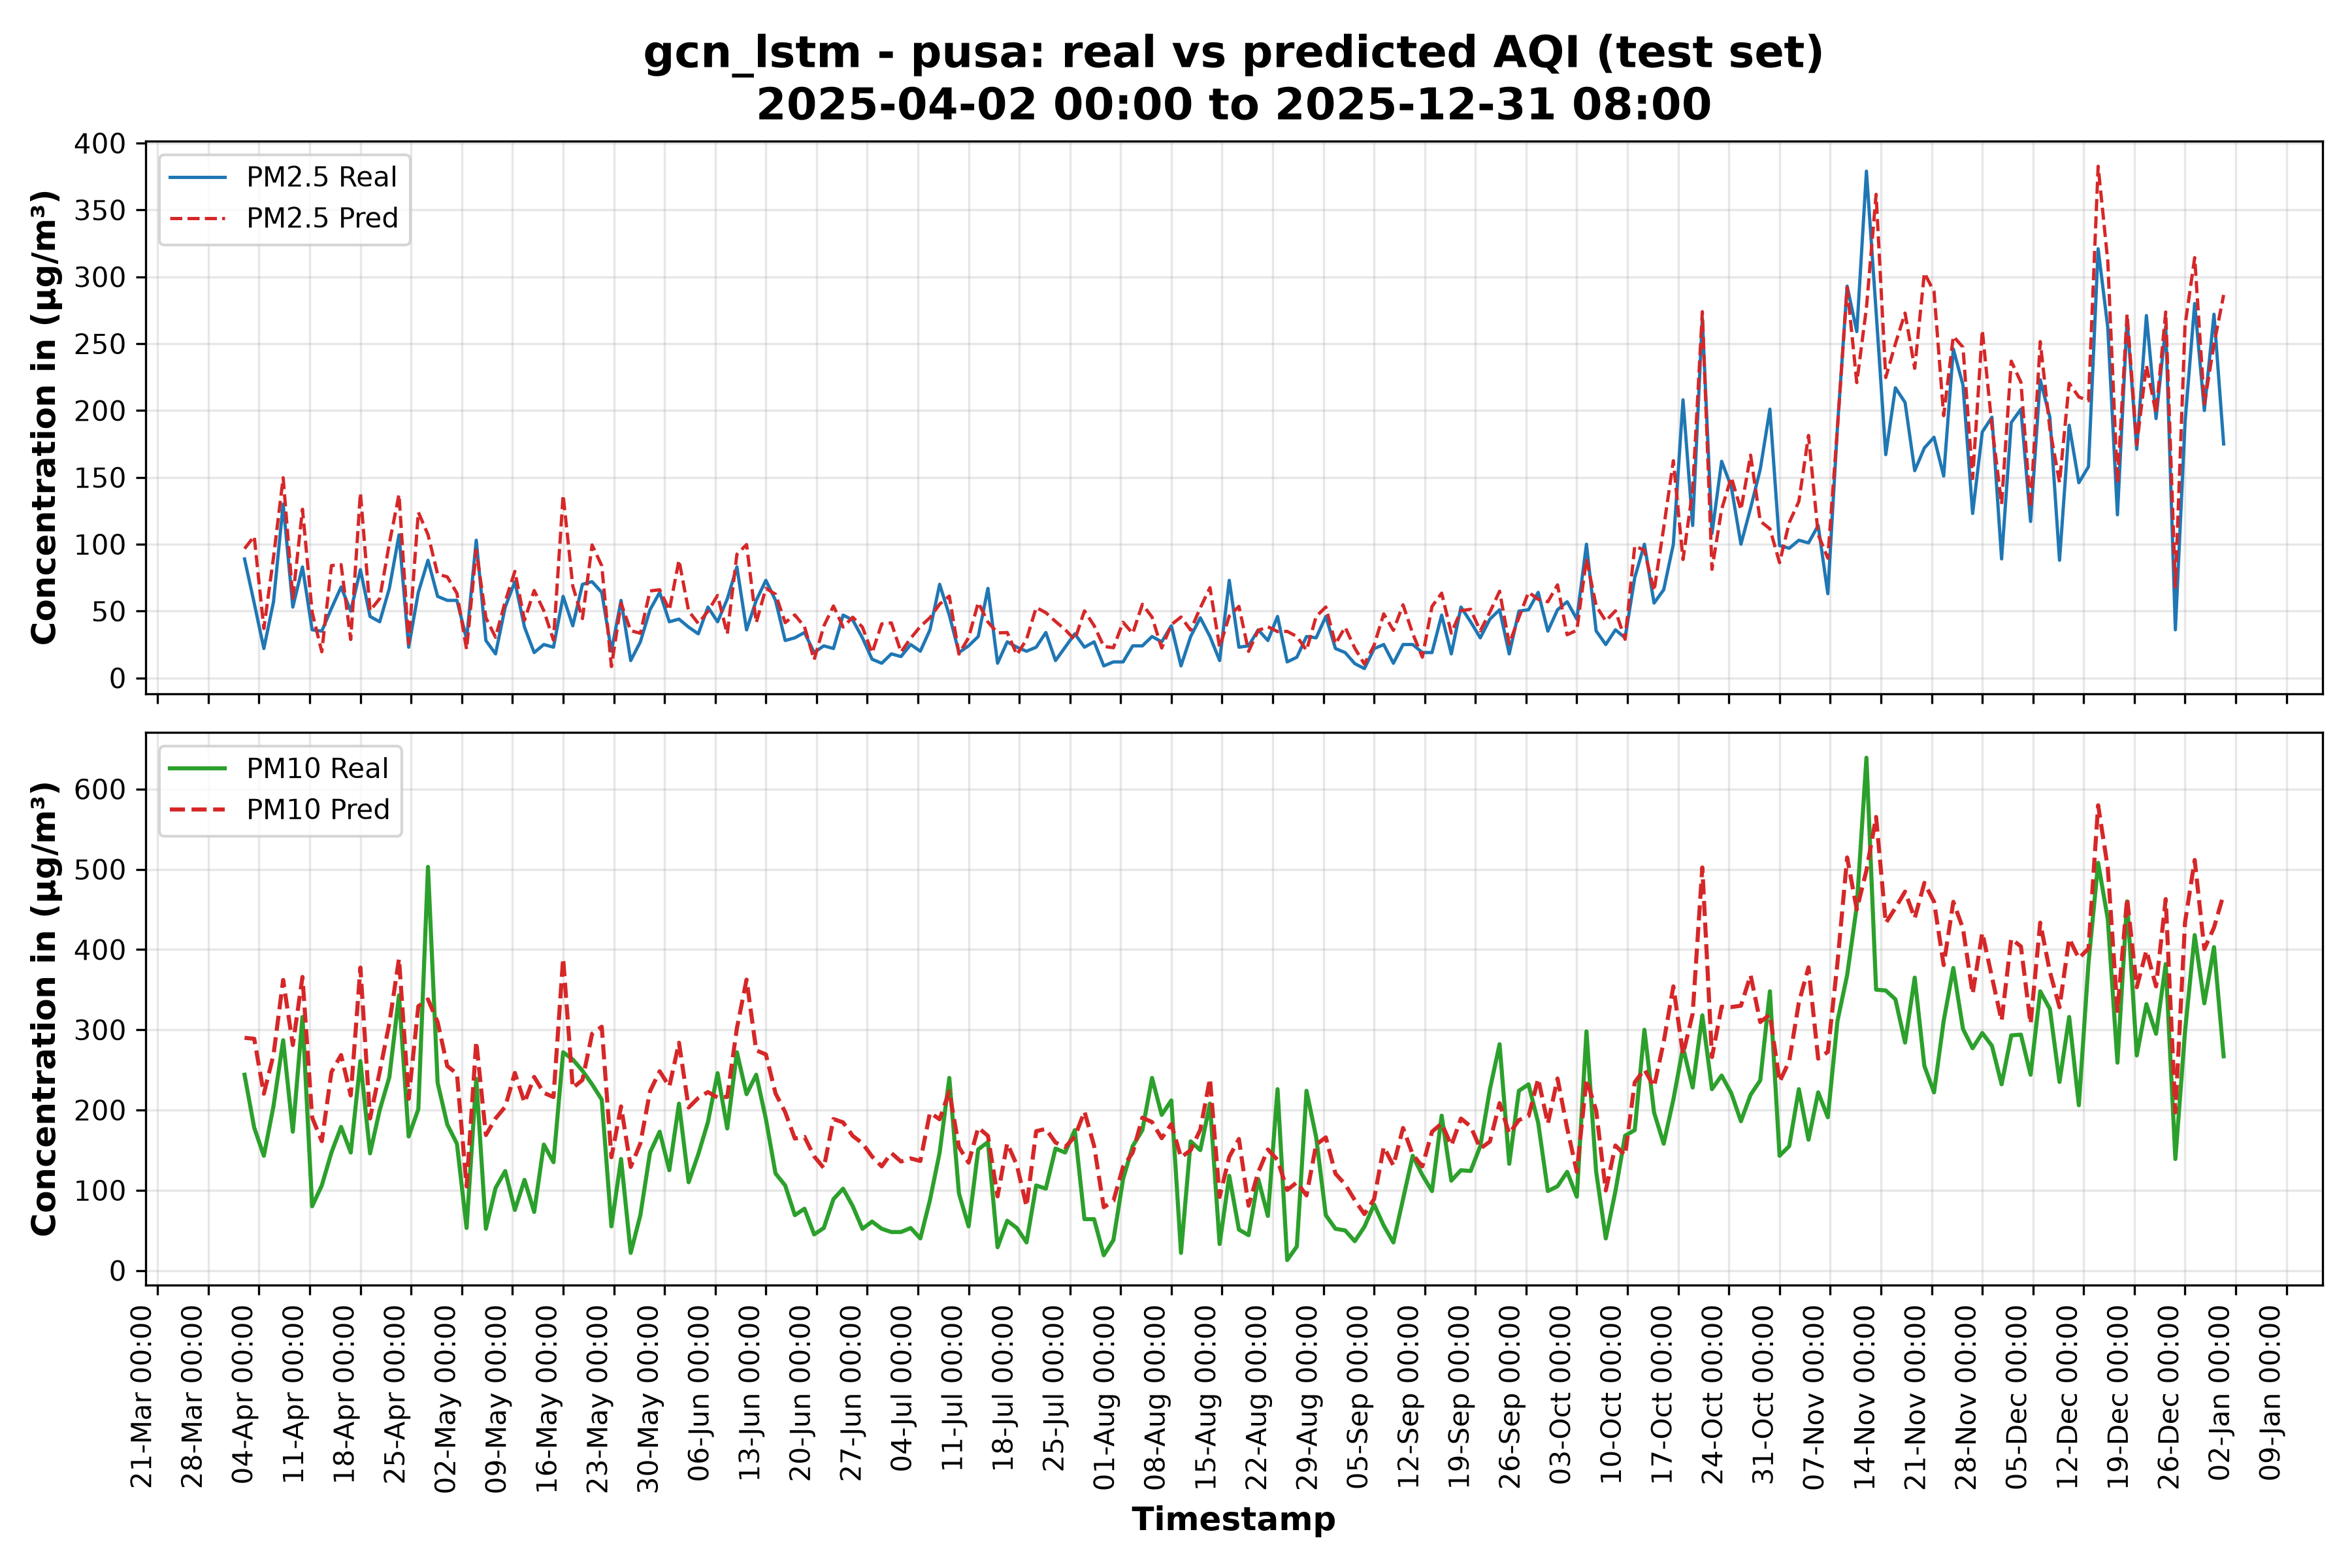 gcn_lstm - pusa: real vs predicted AQI (test set)
2025-04-02 00:00 to 2025-12-31 08:00
Concentration in (µg/m³)
400
350
300
250
200
150
100
50
0
PM2.5 Real
PM2.5 Pred
Concentration in (µg/m³)
600
500
400
300
200
100
0
PM10 Real
PM10 Pred
21-Mar 00:00
28-Mar 00:00
04-Apr 00:00
11-Apr 00:00
18-Apr 00:00
25-Apr 00:00
02-May 00:00
09-May 00:00
16-May 00:00
23-May 00:00
30-May 00:00
06-Jun 00:00
13-Jun 00:00
20-Jun 00:00
27-Jun 00:00
04-Jul 00:00
11-Jul 00:00
18-Jul 00:00
25-Jul 00:00
01-Aug 00:00
08-Aug 00:00
15-Aug 00:00
22-Aug 00:00
29-Aug 00:00
05-Sep 00:00
12-Sep 00:00
19-Sep 00:00
26-Sep 00:00
03-Oct 00:00
10-Oct 00:00
17-Oct 00:00
24-Oct 00:00
31-Oct 00:00
07-Nov 00:00
14-Nov 00:00
21-Nov 00:00
28-Nov 00:00
05-Dec 00:00
12-Dec 00:00
19-Dec 00:00
26-Dec 00:00
02-Jan 00:00
09-Jan 00:00
Timestamp